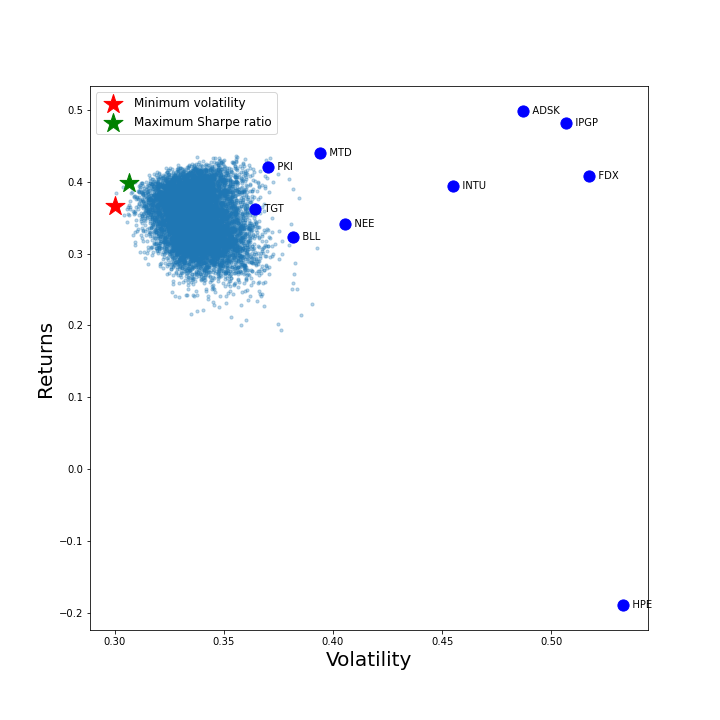 Minimum volatility
Maximum Sharpe ratio
0.5
0.4
0.3
0.2
0.1
0.0
−0.1
−0.2
Returns
ADSK
IPGP
MTD
PKI
FDX
INTU
TGT
NEE
BLL
HPE
0.30 0.35 0.40 0.45 0.50
Volatility